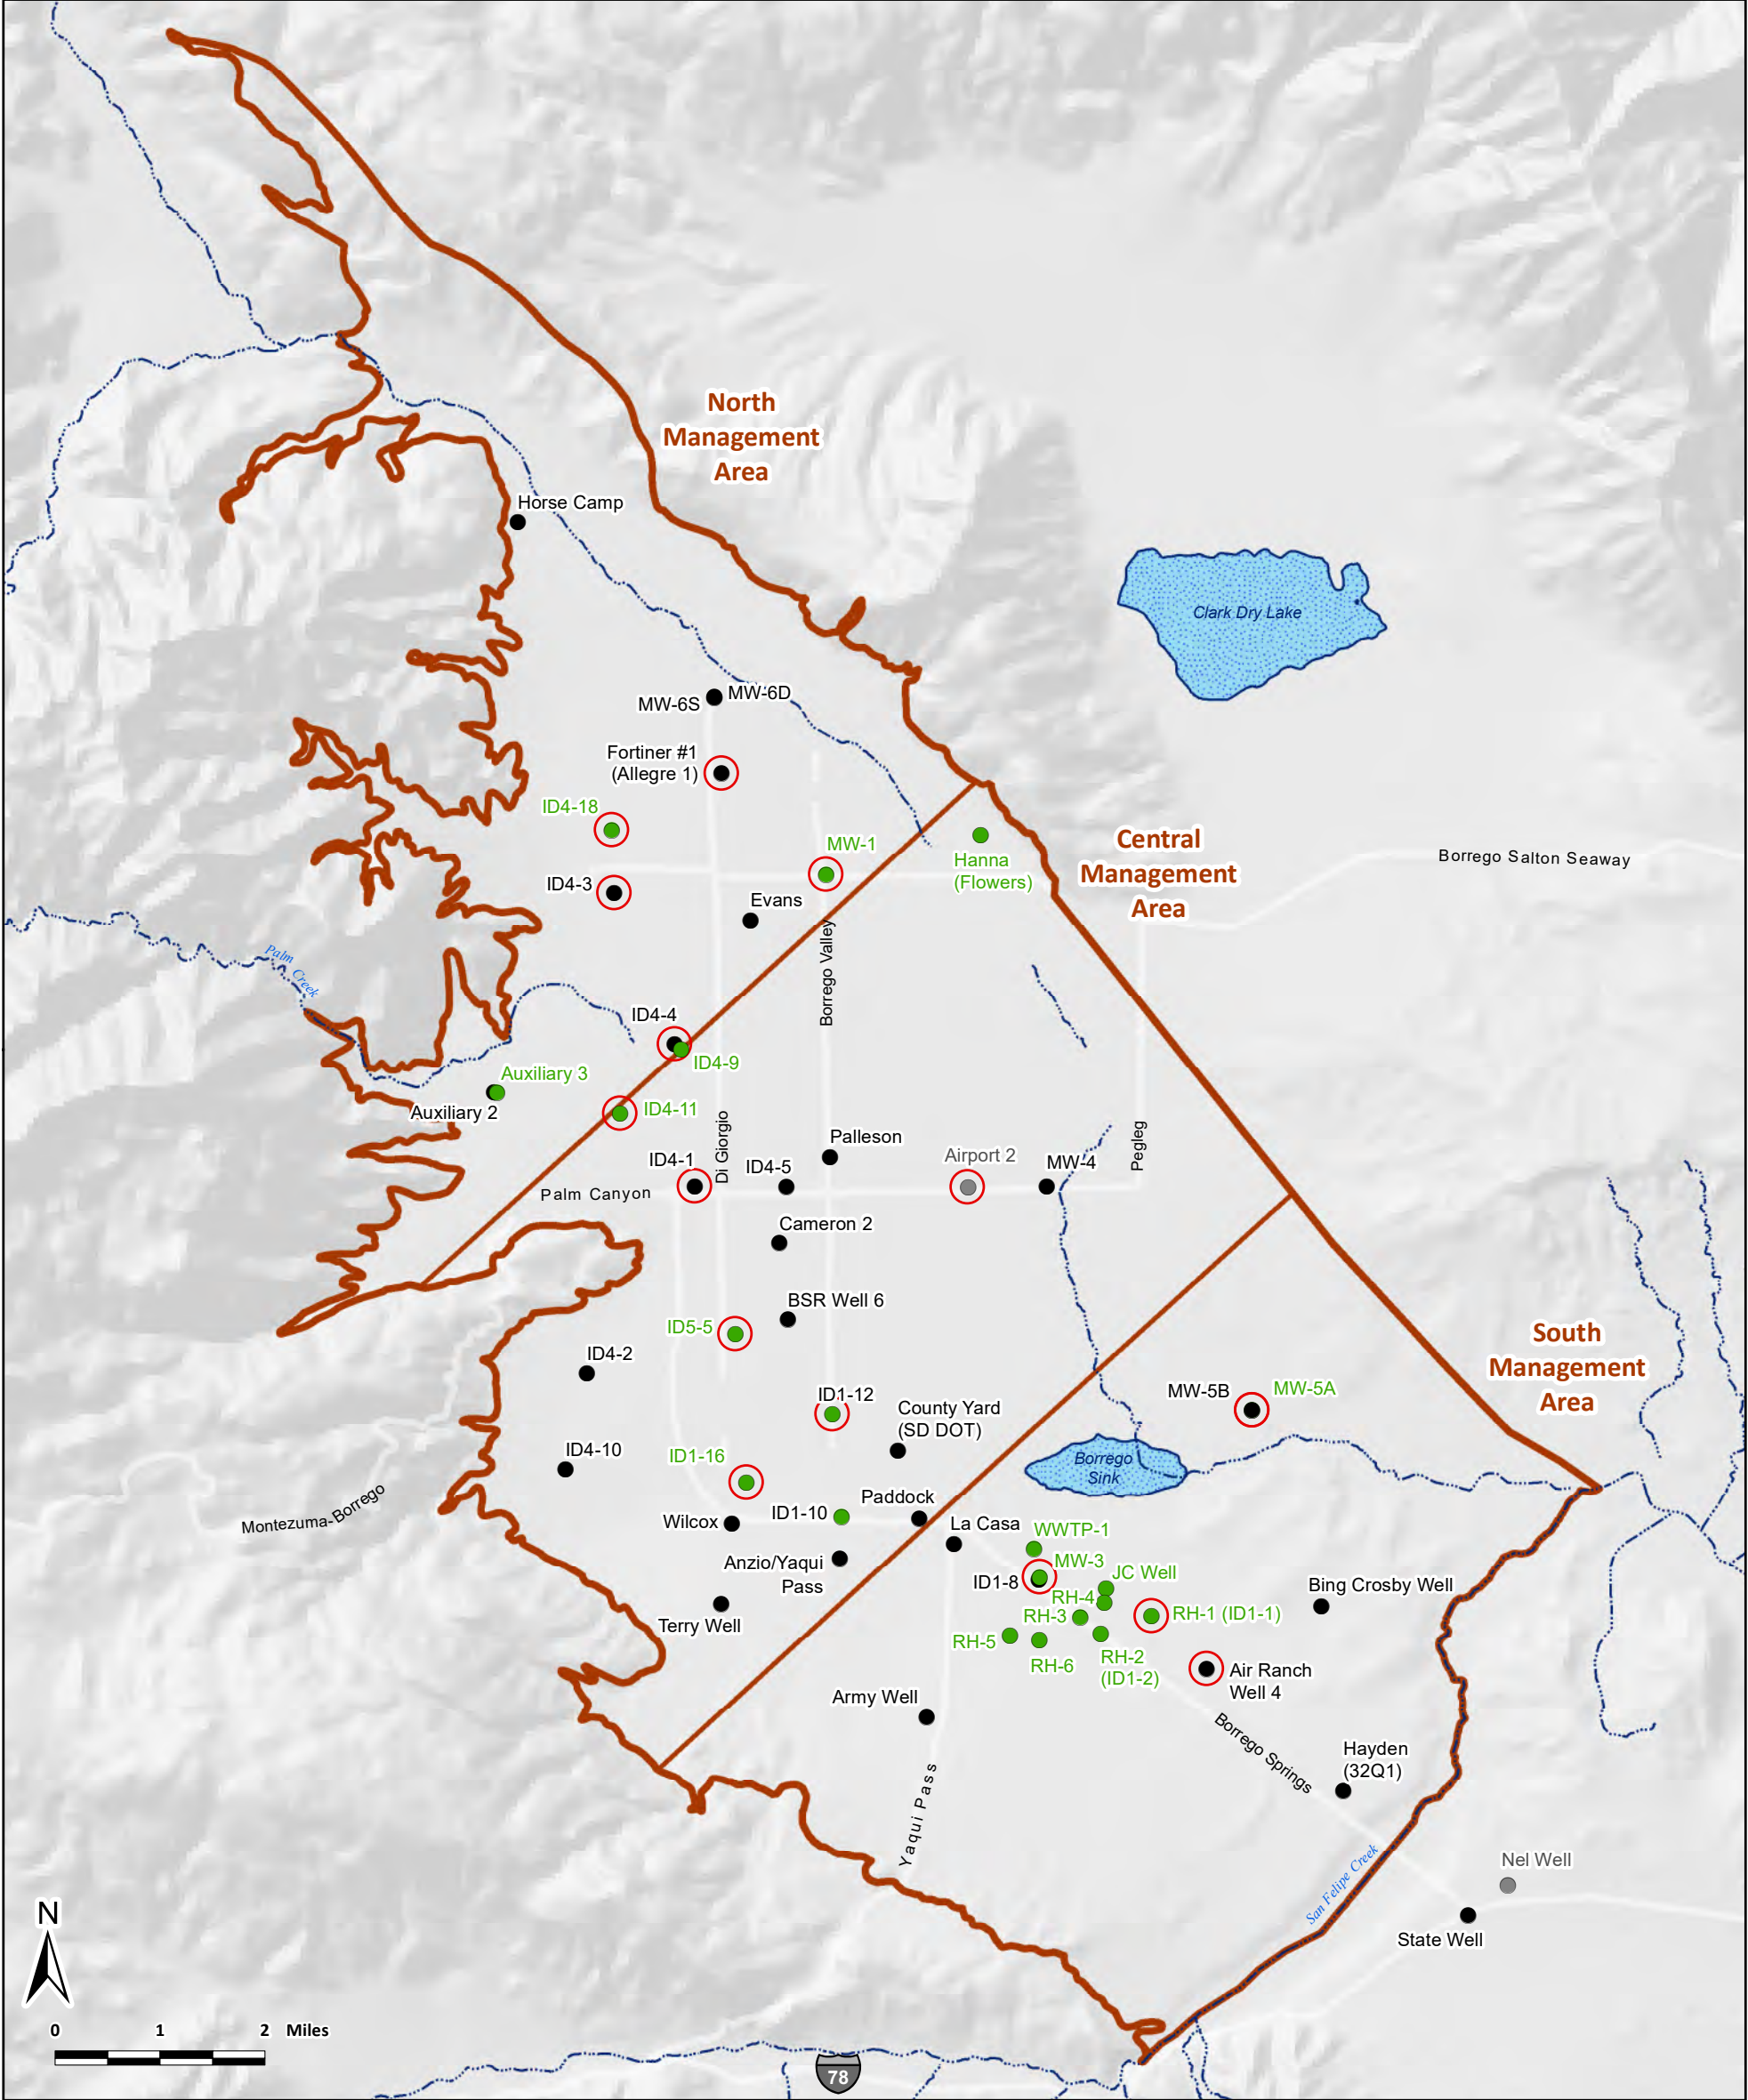 North
Management
Area
Horse Camp
Clark Dry Lake
MW-6S
MW-6D
Fortiner #1
(Allegre 1)
ID4-18
MW-1
Hanna
(Flowers)
Central
Management
Area
Borrego Salton Seaway
ID4-3
Evans
Borrego Valley
Palm
Creek
ID4-4
ID4-9
Auxiliary 3
Auxiliary 2
ID4-11
Di Giorgio
Palleson
Pegleg
ID4-1
ID4-5
Airport 2
MW-4
Palm Canyon
Cameron 2
BSR Well 6
ID5-5
South
Management
Area
ID4-2
MW-5B
MW-5A
ID1-12
County Yard
(SD DOT)
ID1-16
ID4-10
Borrego
Sink
Montezuma-Borrego
Wilcox
ID1-10
Paddock
La Casa
WWTP-1
Anzio/Yaqui
Pass
MW-3
ID1-8
JC Well
Bing Crosby Well
RH-4
RH-3
RH-1 (ID1-1)
Terry Well
RH-5
RH-6
RH-2
(ID1-2)
Air Ranch
Well 4
Army Well
Borrego Springs
Hayden
(32Q1)
Yaqui Pass
San Felipe Creek
Nel Well
State Well
N
0 1 2 Miles
78